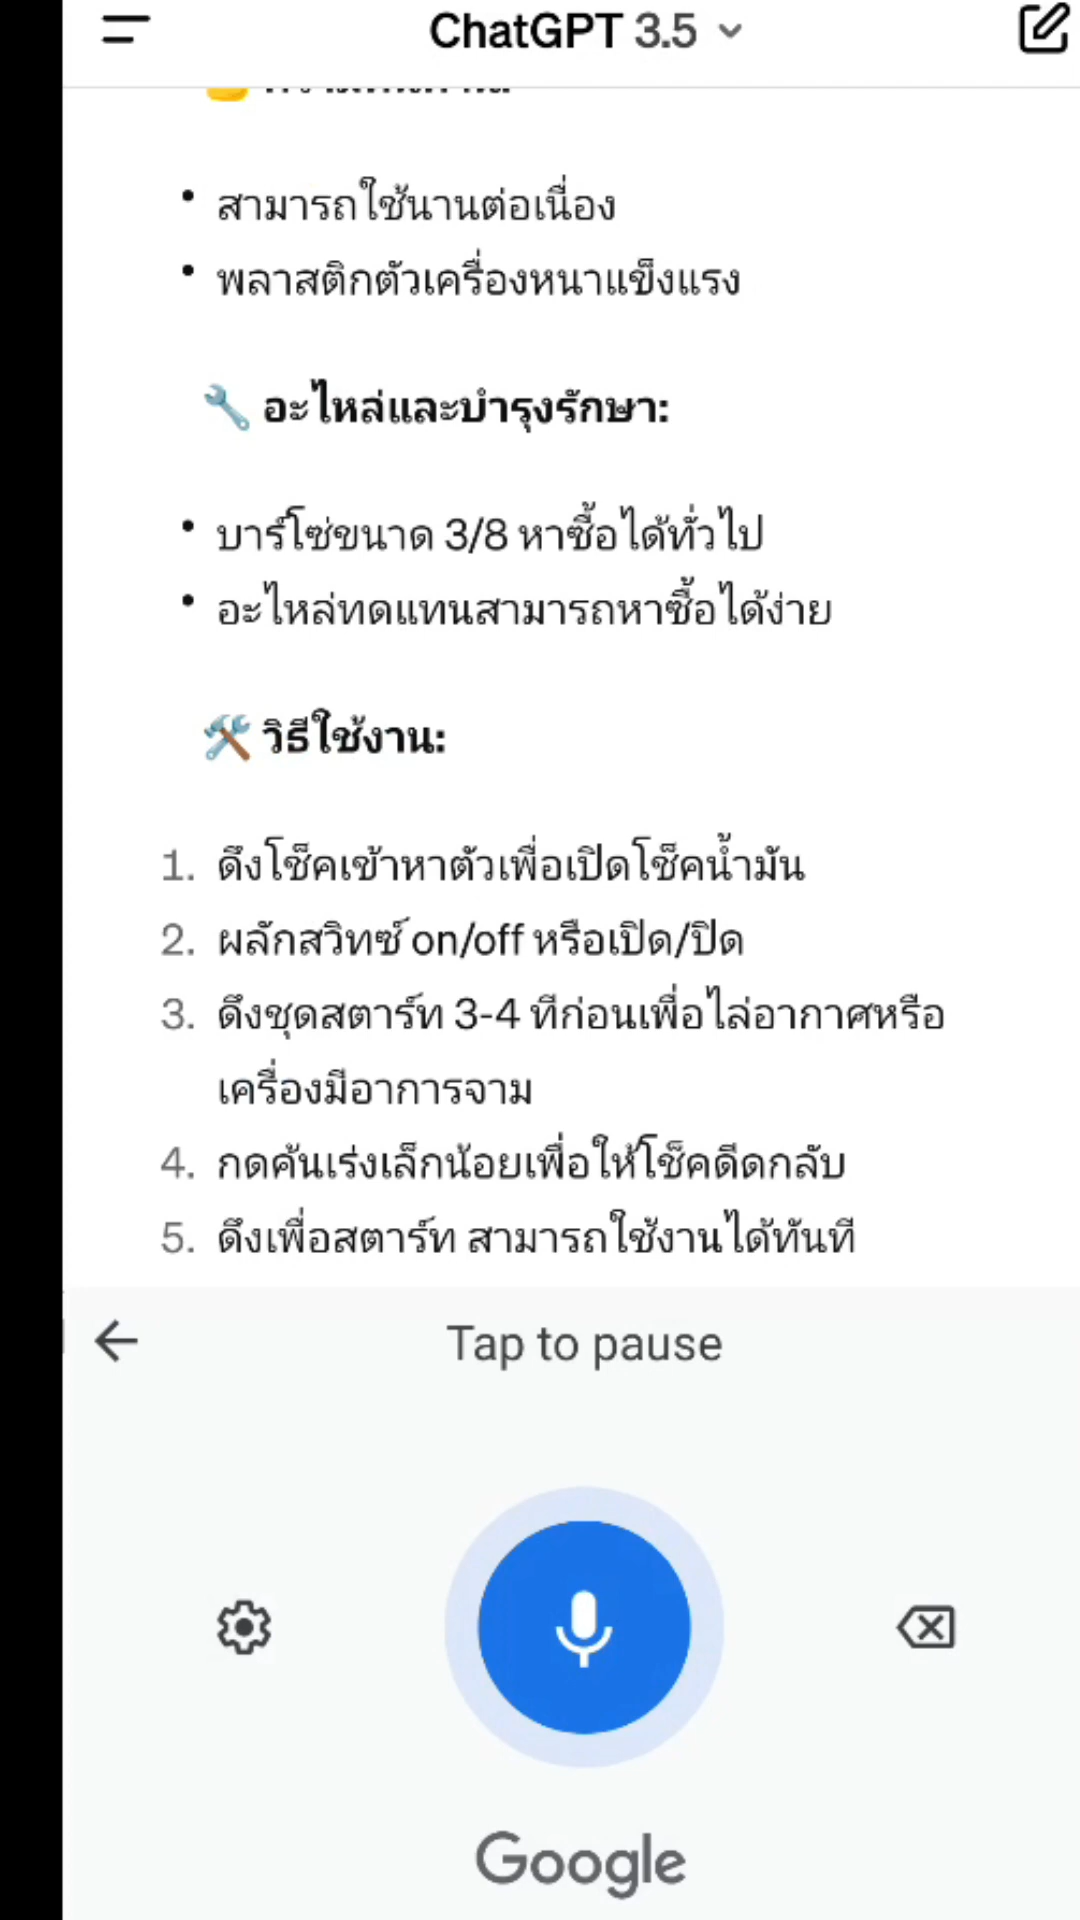 ChatGPT 3.5
สามารถใช้นานต่อเนื่อง
พลาสติกตัวเครื่องหนาแข็งแรง
🔧 อะไหล่และบำรุงรักษา:
บาร์โซ่ขนาด 3/8 หาซื้อได้ทั่วไป
อะไหล่ทดแทนสามารถหาซื้อได้ง่าย
🛠️ วิธีใช้งาน:
1. ดึงโช็คเข้าหาตัวเพื่อเปิดโช็คน้ำมัน
2. ผลักสวิทซ์ on/off หรือเปิด/ปิด
3. ดึงชุดสตาร์ท 3-4 ทีก่อนเพื่อไล่อากาศหรือ
เครื่องมีอาการจาม
4. กดคันเร่งเล็กน้อยเพื่อให้โช็คดีดกลับ
5. ดึงเพื่อสตาร์ท สามารถใช้งานได้ทันที
Tap to pause
Google